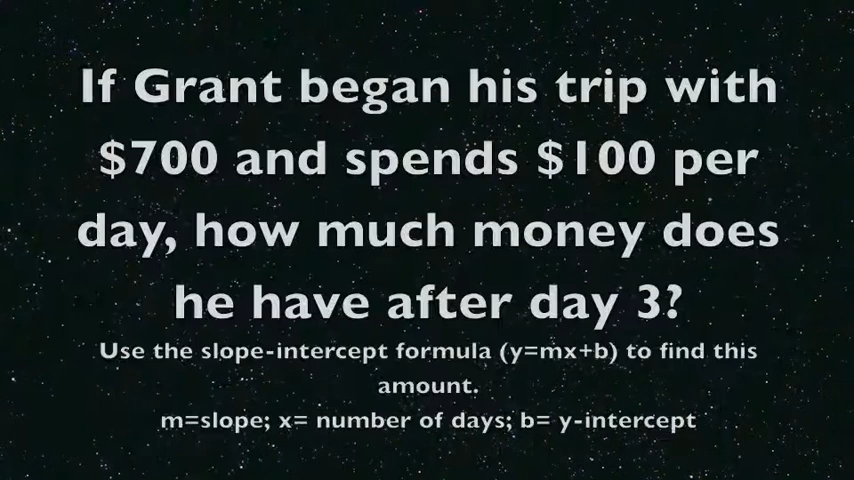 If Grant began his trip with
$700 and spends $100 per
day, how much money does
he have after day 3?
Use the slope-intercept formula (y=mx+b) to find this
amount.
m=slope; x= number of days; b= y-intercept